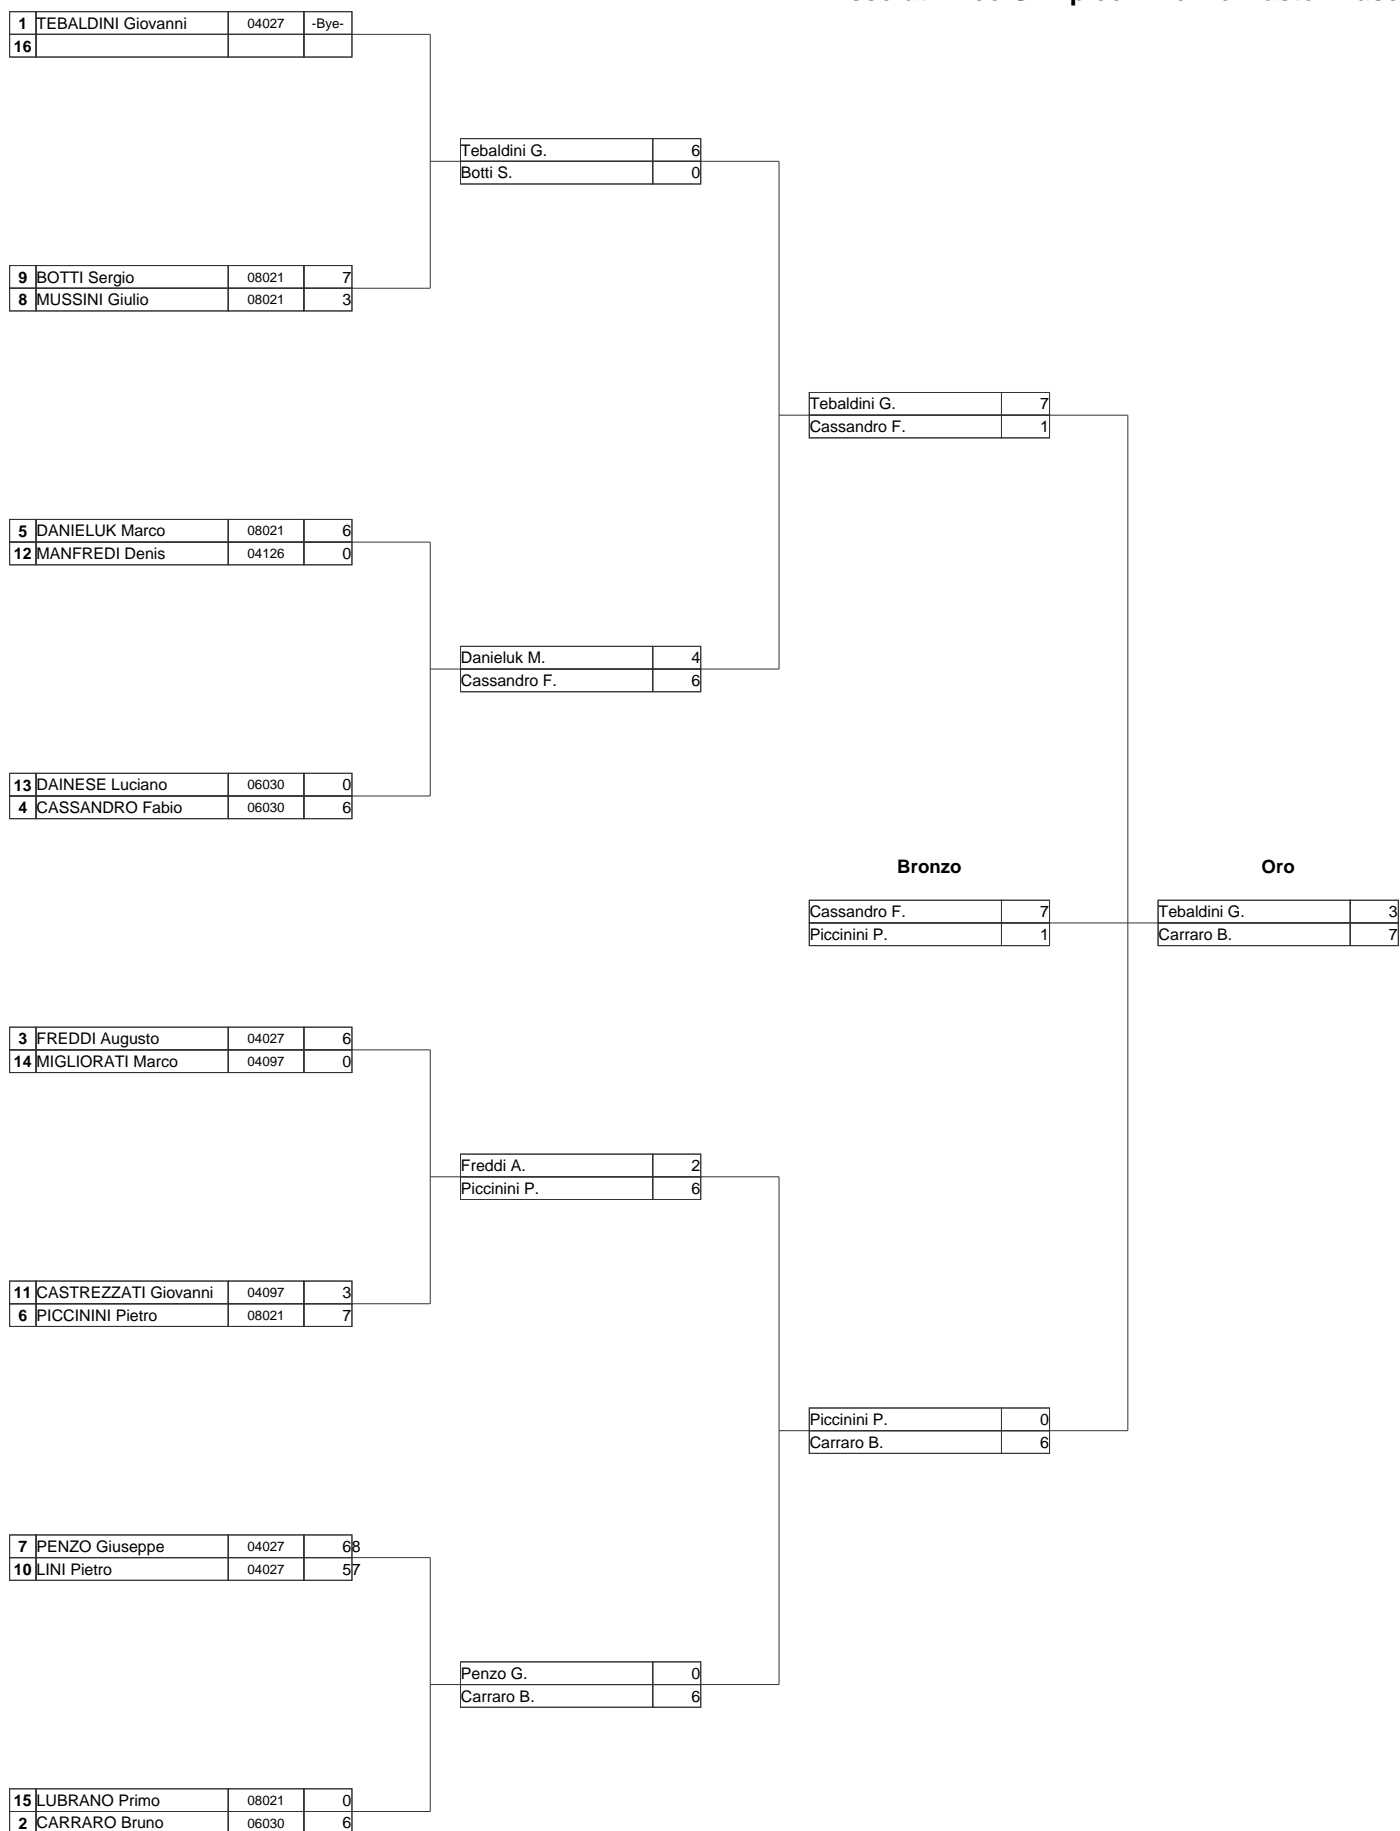 1 TEBALDINI Giovanni 04027 -Bye-
16
Tebaldini G. 6
Botti S. 0
9 BOTTI Sergio 08021 7
8 MUSSINI Giulio 08021 3
Tebaldini G. 7
Cassandro F. 1
5 DANIELUK Marco 08021 6
12 MANFREDI Denis 04126 0
Danieluk M. 4
Cassandro F. 6
13 DAINESE Luciano 06030 0
4 CASSANDRO Fabio 06030 6
Bronzo Oro
Cassandro F. 7 Tebaldini G. 3
Piccinini P. 1 Carraro B. 7
3 FREDDI Augusto 04027 6
14 MIGLIORATI Marco 04097 0
Freddi A. 2
Piccinini P. 6
11 CASTREZZATI Giovanni 04097 3
6 PICCININI Pietro 08021 7
Piccinini P. 0
Carraro B. 6
7 PENZO Giuseppe 04027 68
10 LINI Pietro 04027 57
Penzo G. 0
Carraro B. 6
15 LUBRANO Primo 08021 0
2 CARRARO Bruno 06030 6